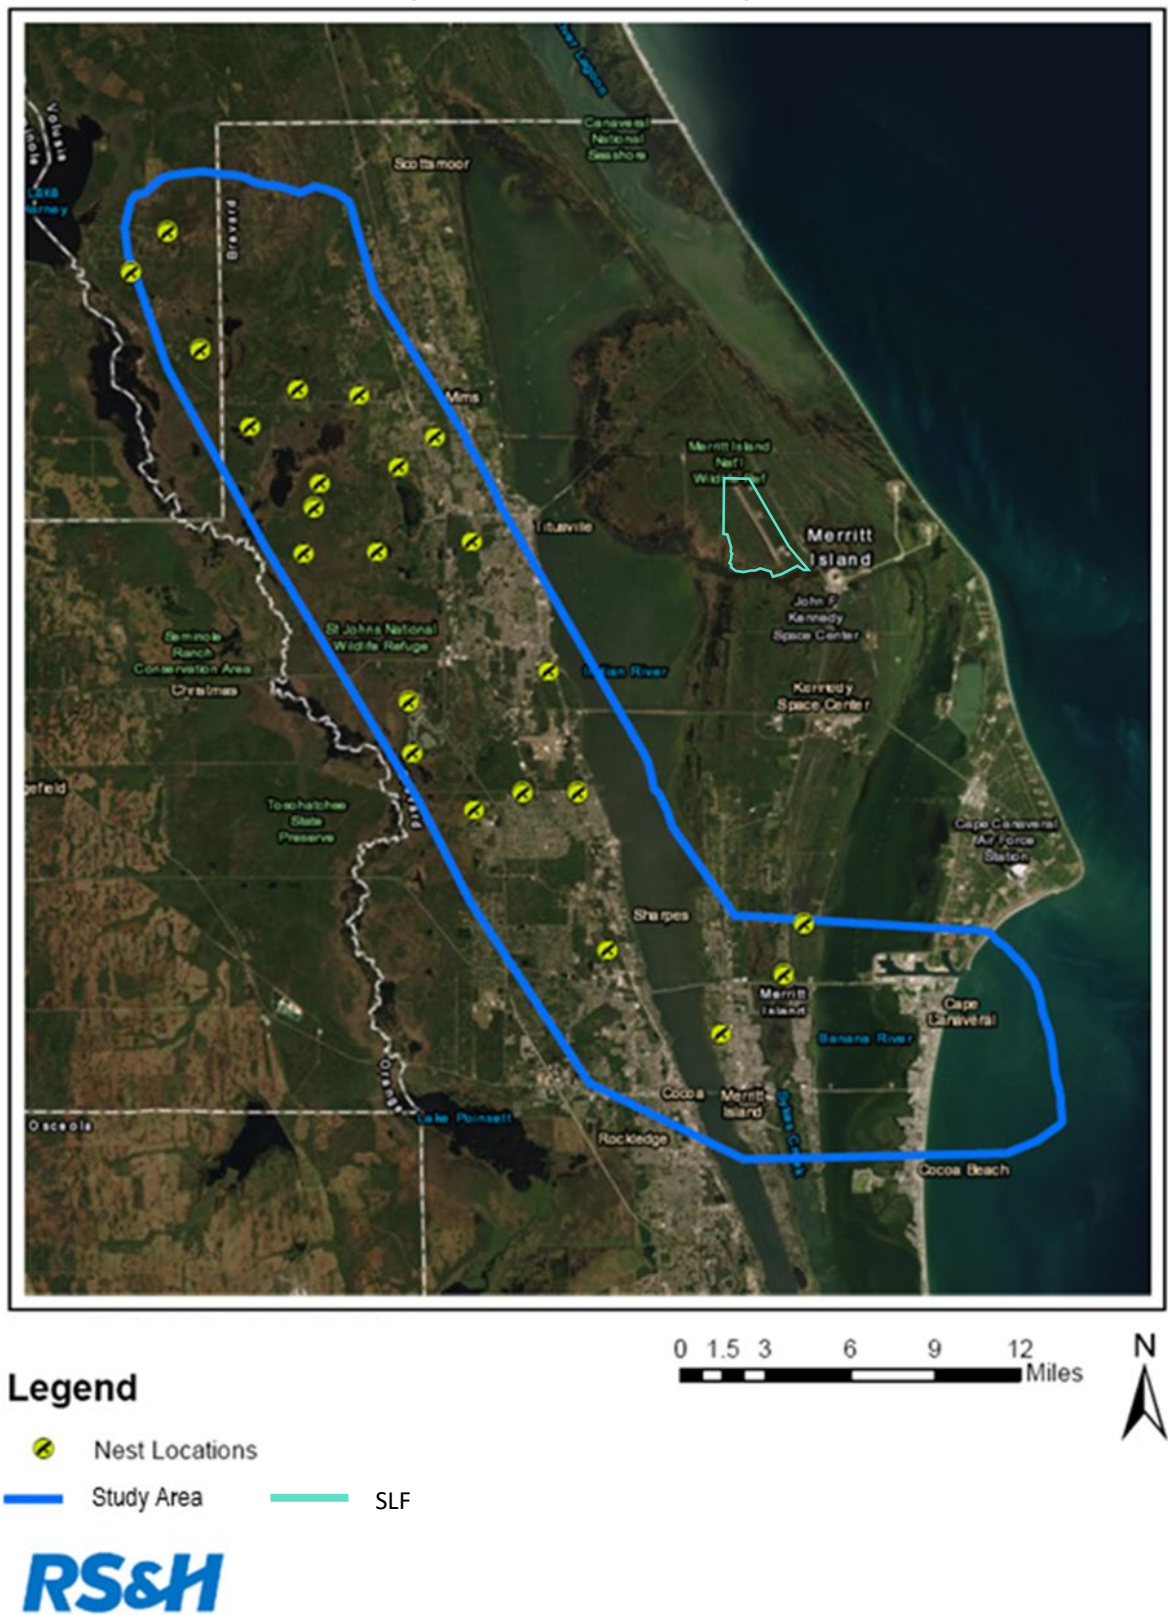 Canaveral
National
Seashore
Volusia
Scottsmoor
Brevard
Mims
Merritt Island
Nat'l
Titusville
Merritt
Island
John F
Kennedy
Space Center
Seminole
Ranch
Conservation Area
Christmas
St Johns National
Wildlife Refuge
Indian River
Kennedy
Space Center
Tosohatchee
State
Preserve
Cape Canaveral
Air Force
Station
Sharpes
Merritt
Island
Cape
Canaveral
Banana River
Orange
Cocoa
Merritt
Island
Lake Poinsett
Osceola
Rockledge
Cocoa Beach
0 1.5 3 6 9 12
Miles
N
Legend
Nest Locations
Study Area
SLF
RS&H